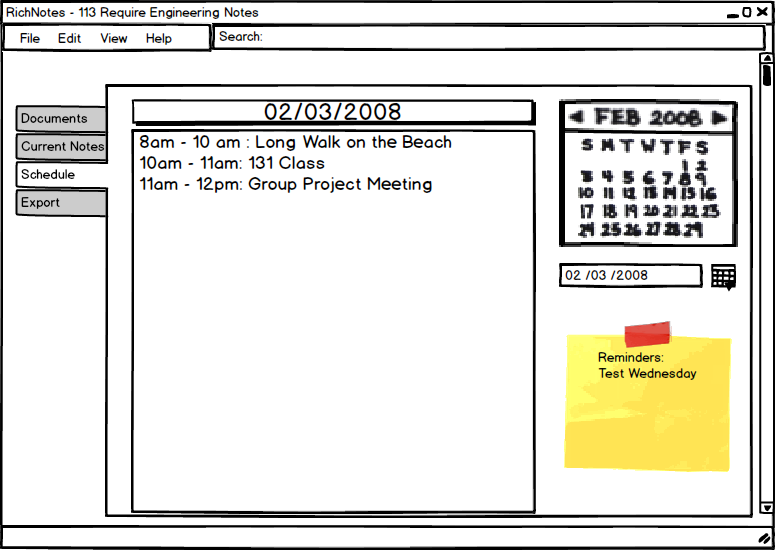 RichNotes - 113 Require Engineering Notes
File Edit View Help
Search:
Documents
Current Notes
Schedule
Export
02/03/2008
8am - 10 am : Long Walk on the Beach
10am - 11am: 131 Class
11am - 12pm: Group Project Meeting
FEB 2008
S M T W T F S
1 2
3 4 5 6 7 8 9
10 11 12 13 14 15 16
17 18 19 20 21 22 23
24 25 26 27 28 29
02 /03 /2008
Reminders:
Test Wednesday